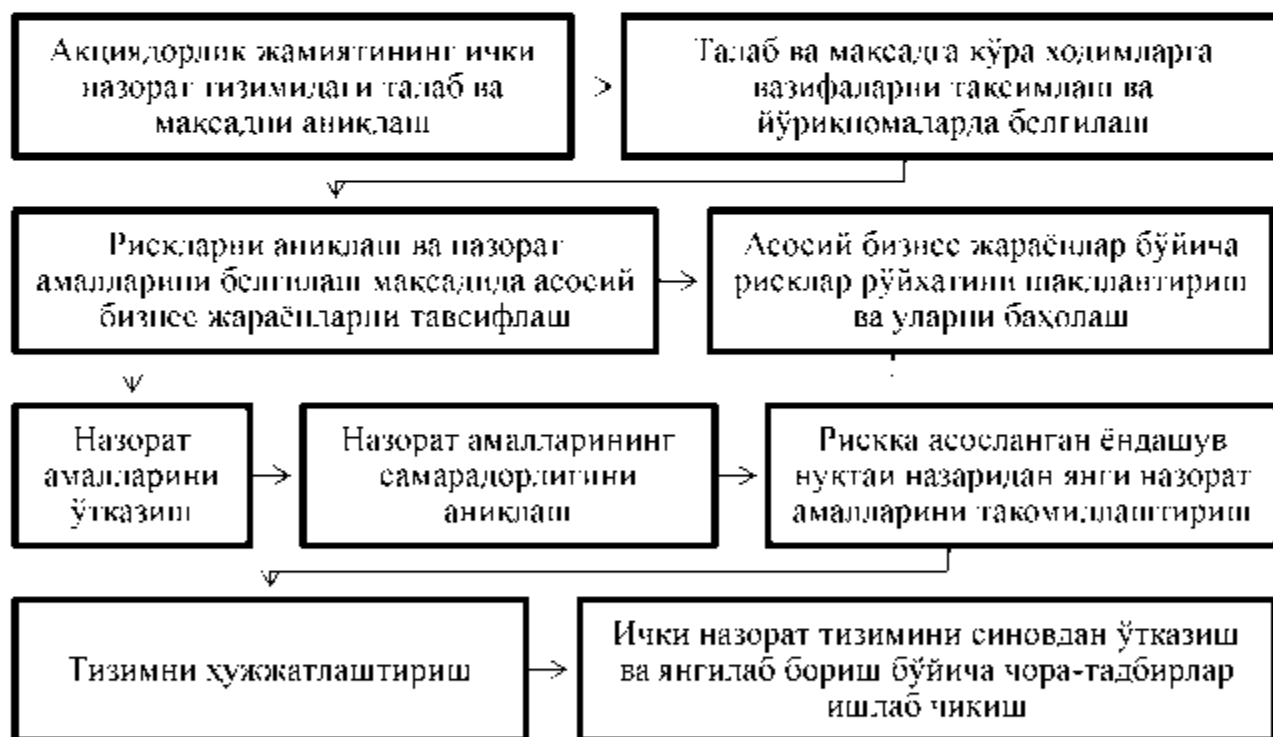 Акциядорлик жамиятининг ички
назорат тизимидаги талаб ва
мақсадни аниқлаш
Талаб ва мақсадга кўра ходимларга
вазифаларни тақсимлаш ва
йўриқномаларда белгилаш
Рискларни аниқлаш ва назорат
амалларини белгилаш мақсадида асосий
бизнес жараёнларни тавсифлаш
Асосий бизнес жараёнлар бўйича
рисклар рўйхатини шакллантириш
ва уларни баҳолаш
Назорат
амалларини
ўтказиш
Назорат амалларининг
самарадорлигини
аниқлаш
Рискка асосланган ёндашув
нуқтаи назаридан янги назорат
амалларини такомиллаштириш
Тизимни ҳужжатлаштириш
Ички назорат тизимини синовдан ўтказиш
ва янгилаб бориш бўйича чора-тадбирлар
ишлаб чиқиш